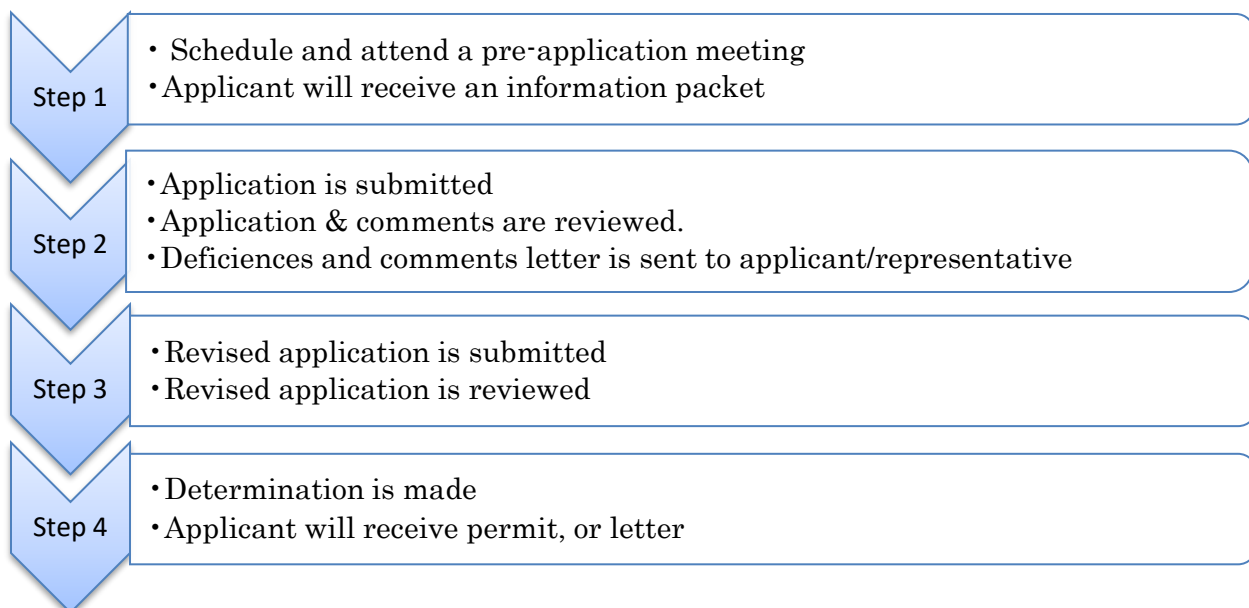 Step 1
• Schedule and attend a pre-application meeting
•Applicant will receive an information packet
Step 2
•Application is submitted
•Application & comments are reviewed.
•Deficiences and comments letter is sent to applicant/representative
Step 3
•Revised application is submitted
•Revised application is reviewed
Step 4
•Determination is made
•Applicant will receive permit, or letter